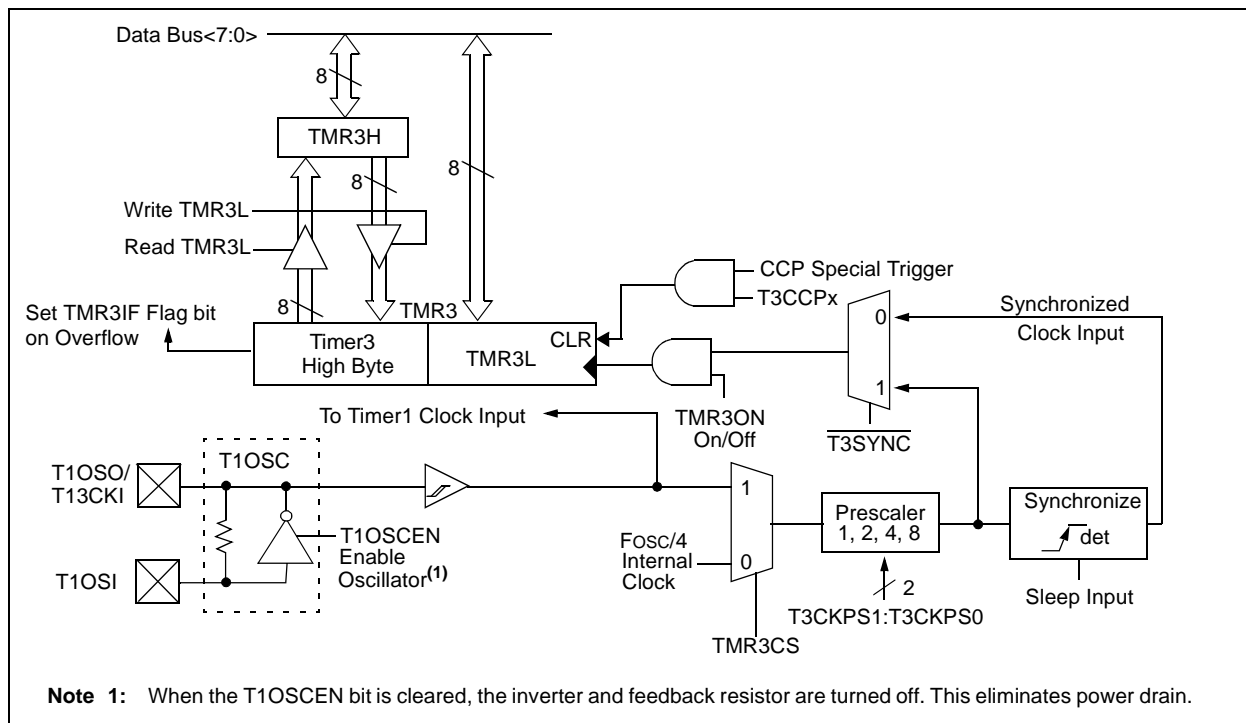 Data Bus<7:0>
8
TMR3H
8
8
Write TMR3L
Read TMR3L
8
TMR3
CCP Special Trigger
T3CCPx
Set TMR3IF Flag bit
on Overflow
Timer3
High Byte
TMR3L
CLR
0
1
Synchronized
Clock Input
To Timer1 Clock Input
TMR3ON
On/Off
T3SYNC
T1OSO/
T13CKI
T1OSC
T1OSCEN
Enable
Oscillator(1)
T1OSI
FOSC/4
Internal
Clock
1
0
Prescaler
1, 2, 4, 8
Synchronize
det
2
T3CKPS1:T3CKPS0
Sleep Input
TMR3CS
Note 1: When the T1OSCEN bit is cleared, the inverter and feedback resistor are turned off. This eliminates power drain.